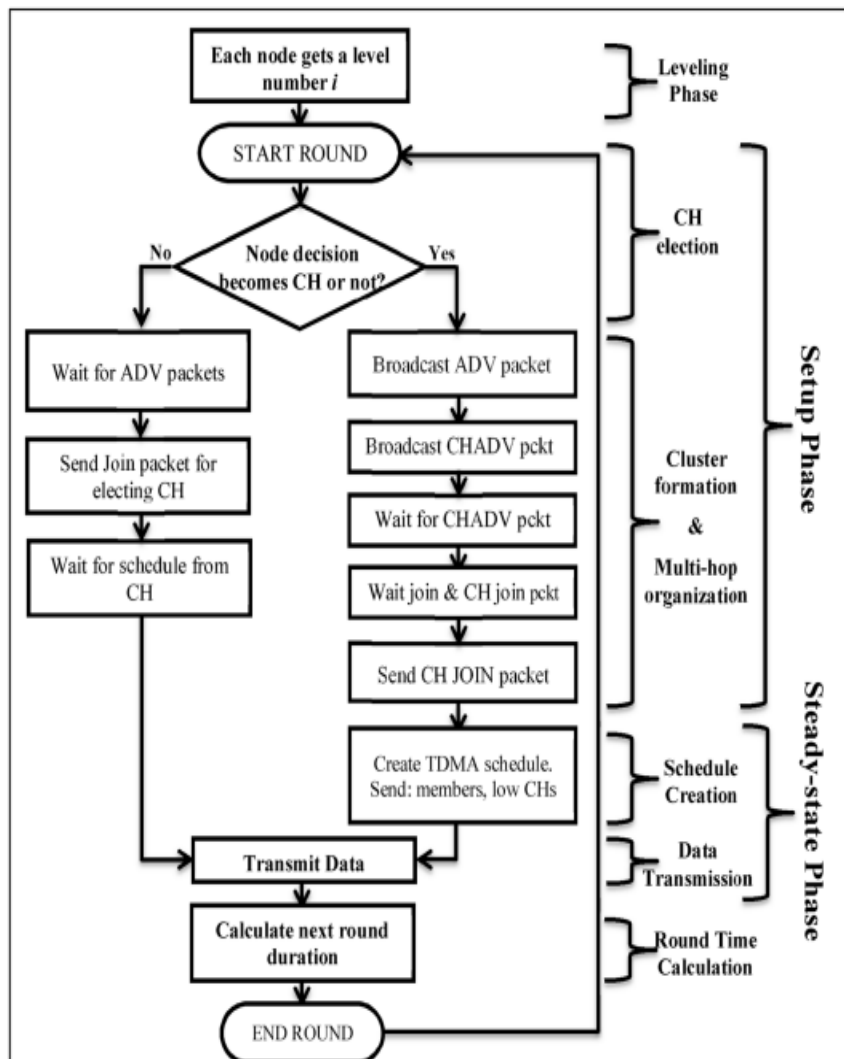 Each node gets a level
number i
START ROUND
Node decision
becomes CH or not?
No
Yes
Wait for ADV packets
Send Join packet for
electing CH
Wait for schedule from
CH
Broadcast ADV packet
Broadcast CHADV pckt
Wait for CHADV pckt
Wait join & CH join pckt
Send CH JOIN packet
Create TDMA schedule.
Send: members, low CHs
Transmit Data
Calculate next round
duration
END ROUND
Leveling
Phase
CH
election
Cluster
formation
&
Multi-hop
organization
Schedule
Creation
Data
Transmission
Round Time
Calculation
Setup Phase
Steady-state Phase